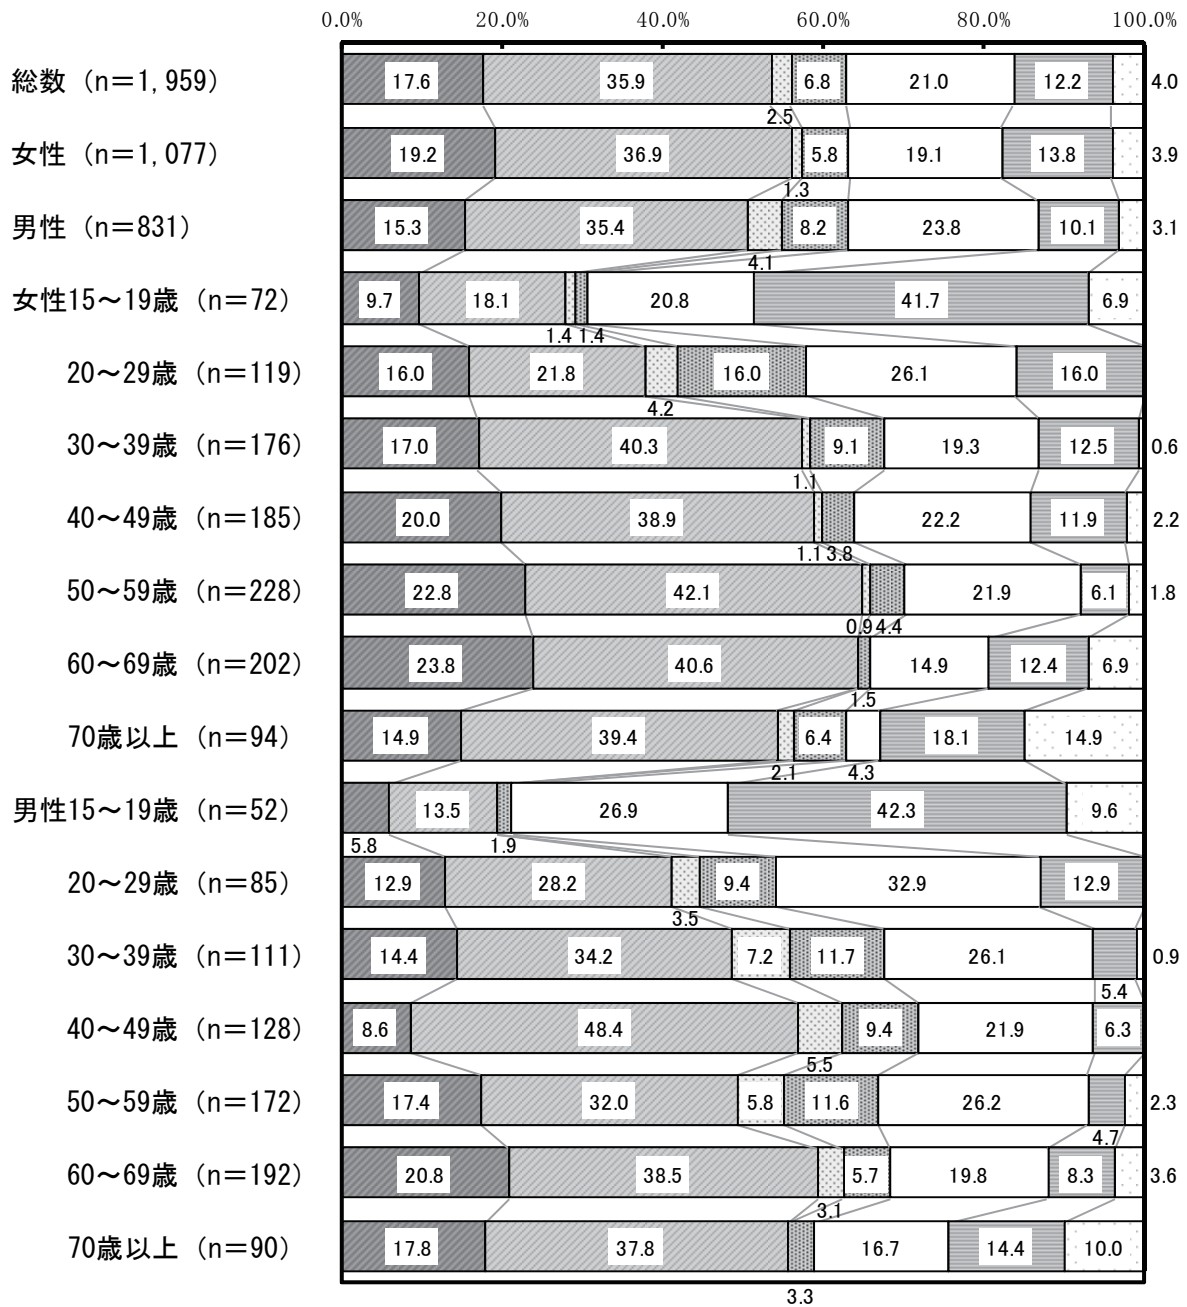 0.0% 20.0% 40.0% 60.0% 80.0% 100.0%
総数（n＝1,959） 17.6 35.9 6.8 21.0 12.2 4.0
2.5
女性（n＝1,077） 19.2 36.9 5.8 19.1 13.8 3.9
1.3
男性（n＝831） 15.3 35.4 8.2 23.8 10.1 3.1
4.1
女性15～19歳（n＝72） 9.7 18.1 20.8 41.7 6.9
1.4 1.4
20～29歳（n＝119） 16.0 21.8 16.0 26.1 16.0
4.2
30～39歳（n＝176） 17.0 40.3 9.1 19.3 12.5 0.6
1.1
40～49歳（n＝185） 20.0 38.9 22.2 11.9 2.2
1.1 3.8
50～59歳（n＝228） 22.8 42.1 21.9 6.1 1.8
0.9 4.4
60～69歳（n＝202） 23.8 40.6 14.9 12.4 6.9
1.5
70歳以上（n＝94） 14.9 39.4 6.4 18.1 14.9
2.1 4.3
男性15～19歳（n＝52） 13.5 26.9 42.3 9.6
5.8 1.9
20～29歳（n＝85） 12.9 28.2 9.4 32.9 12.9
3.5
30～39歳（n＝111） 14.4 34.2 7.2 11.7 26.1 0.9
5.4
40～49歳（n＝128） 8.6 48.4 9.4 21.9 6.3
5.5
50～59歳（n＝172） 17.4 32.0 5.8 11.6 26.2 2.3
4.7
60～69歳（n＝192） 20.8 38.5 5.7 19.8 8.3 3.6
3.1
70歳以上（n＝90） 17.8 37.8 16.7 14.4 10.0
3.3